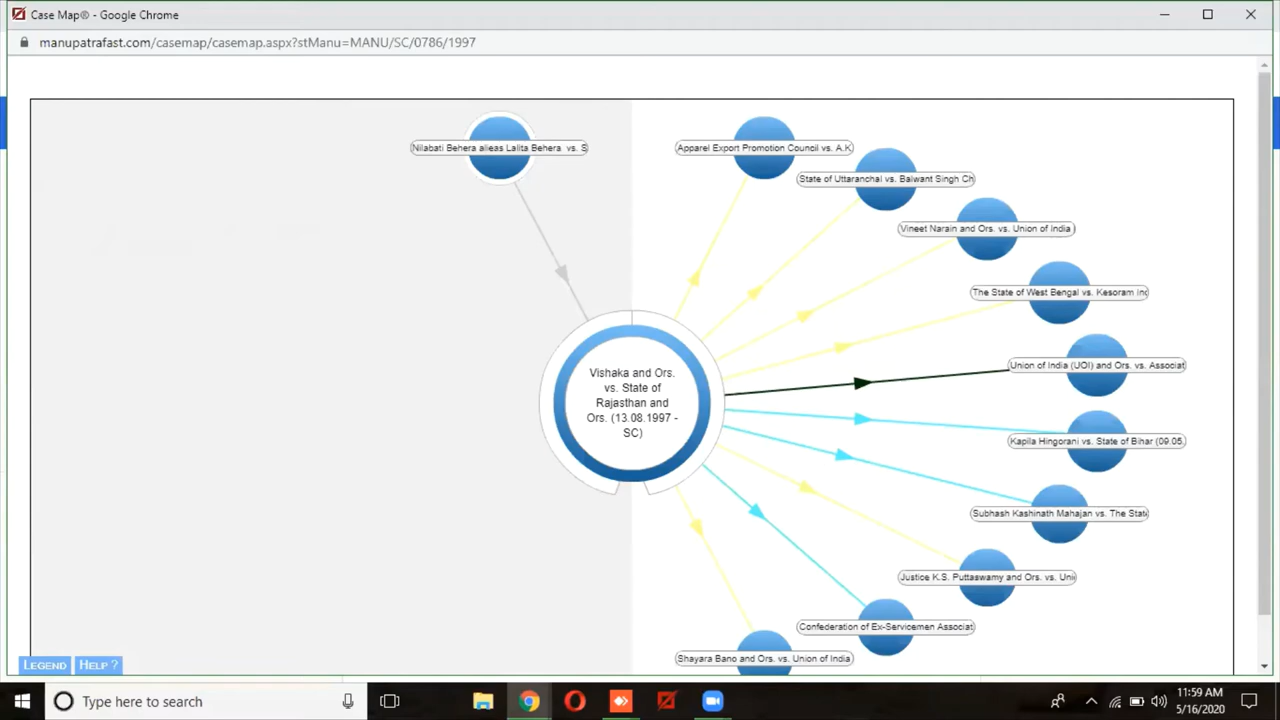 Case Map® - Google Chrome
manupatrafast.com/casemap/casemap.aspx?stManu=MANU/SC/0786/1997
Nilabati Behera alieas Lalita Behera vs. S
Apparel Export Promotion Council vs. A.K
State of Uttaranchal vs. Balwant Singh Ch
Vineet Narain and Ors. vs. Union of India
The State of West Bengal vs. Kesoram Ind
Union of India (UOI) and Ors. vs. Associat
Vishaka and Ors.
vs. State of
Rajasthan and
Ors. (13.08.1997 -
SC)
Kapila Hingorani vs. State of Bihar (09.05.
Subhash Kashinath Mahajan vs. The State
Justice K.S. Puttaswamy and Ors. vs. Uni
Confederation of Ex-Servicemen Associat
Shayara Bano and Ors. vs. Union of India
LEGEND
HELP ?
Type here to search
11:59 AM
5/16/2020